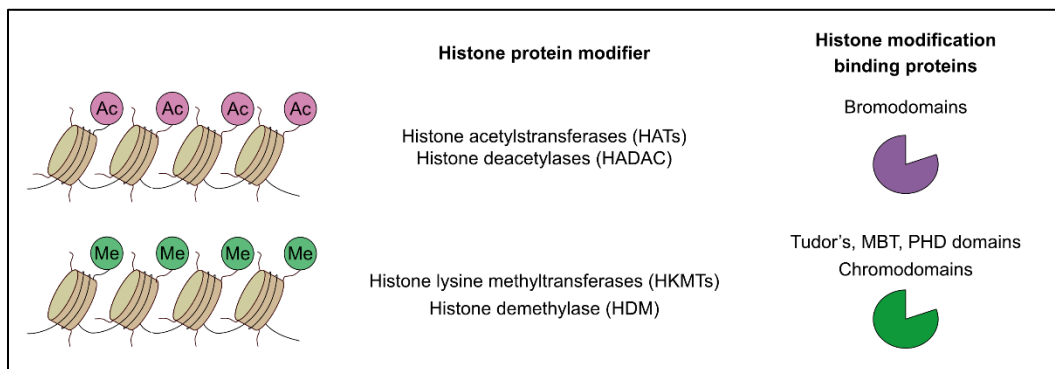 Histone protein modifier
Histone modification
binding proteins
Ac Ac Ac Ac
Histone acetylstransferases (HATs)
Histone deacetylases (HADAC)
Bromodomains
Me Me Me Me
Histone lysine methyltransferases (HKMTs)
Histone demethylase (HDM)
Tudor's, MBT, PHD domains
Chromodomains